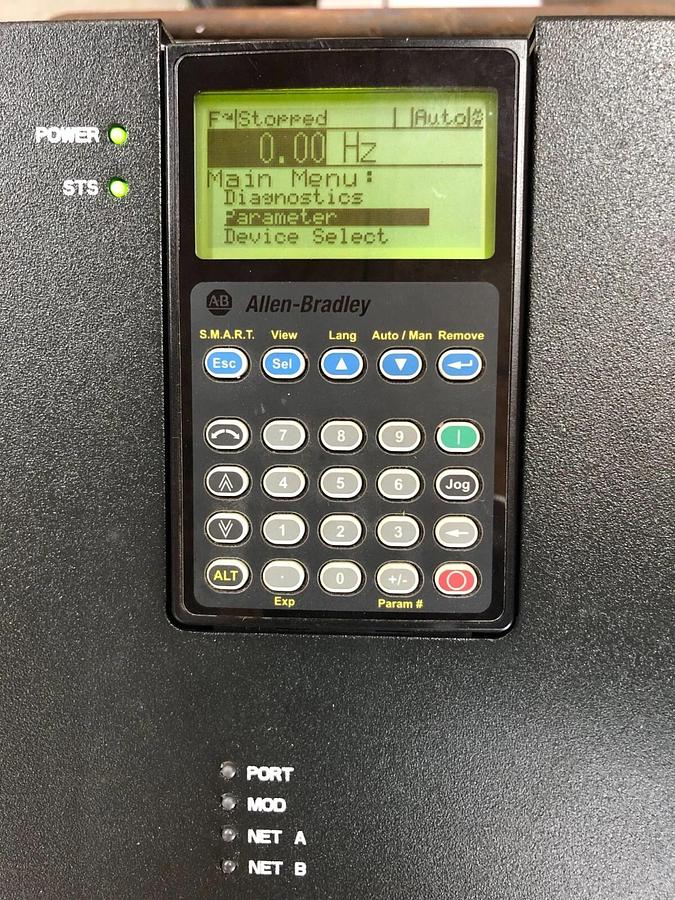 POWER
STS
F Stopped Auto
0.00 Hz
Main Menu:
Diagnostics
Parameter
Device Select
AB Allen-Bradley
S.M.A.R.T. View Lang Auto / Man Remove
Esc Sel
7 8 9
4 5 6 Jog
1 2 3
ALT . 0 +/-
Exp Param #
PORT
MOD
NET A
NET B